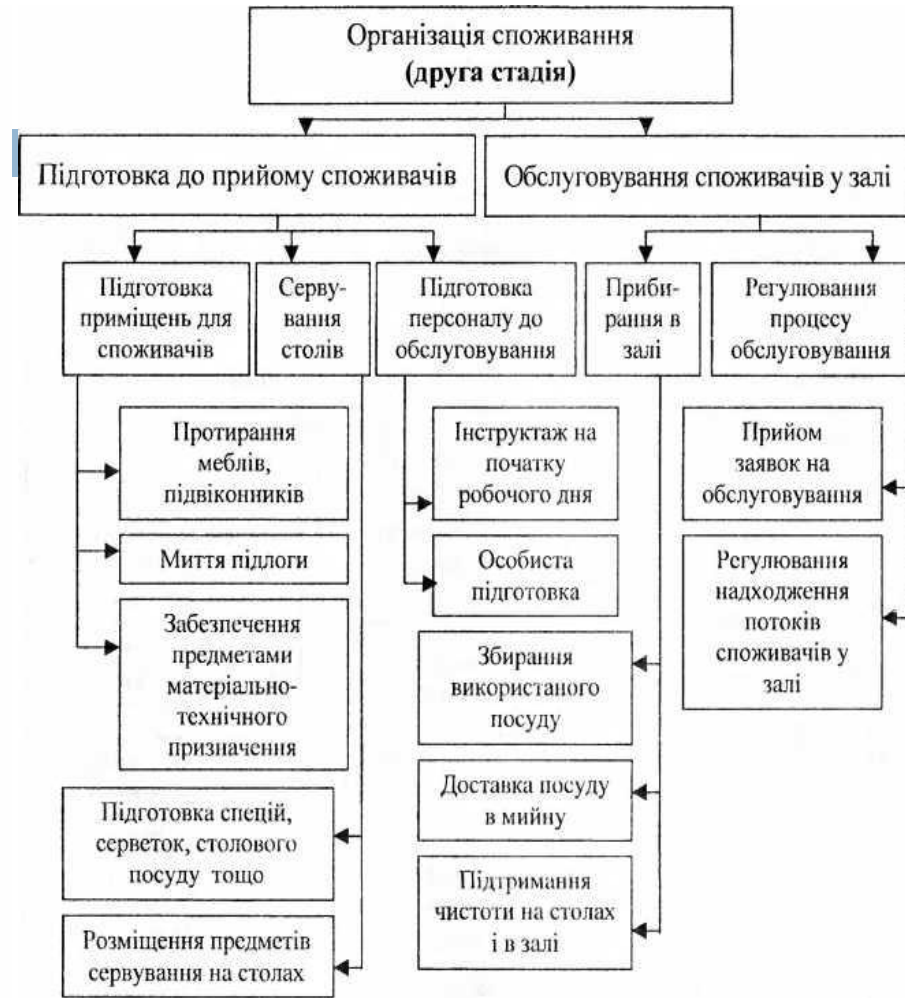 Організація споживання
(друга стадія)
Підготовка до прийому споживачів
Обслуговування споживачів у залі
Підготовка
приміщень для
споживачів
Серву-
вання
столів
Підготовка
персоналу до
обслуговування
Приби-
рання в
залі
Регулювання
процесу
обслуговування
Протирання
меблів,
підвіконників
Миття підлоги
Забезпечення
предметами
матеріально-
технічного
призначення
Підготовка спецій,
серветок, столового
посуду тощо
Розміщення предметів
сервування на столах
Інструктаж на
початку
робочого дня
Особиста
підготовка
Збирання
використаного
посуду
Доставка посуду
в мийну
Підтримання
чистоти на столах
і в залі
Прийом
заявок на
обслуговування
Регулювання
надходження
потоків
споживачів у
залі